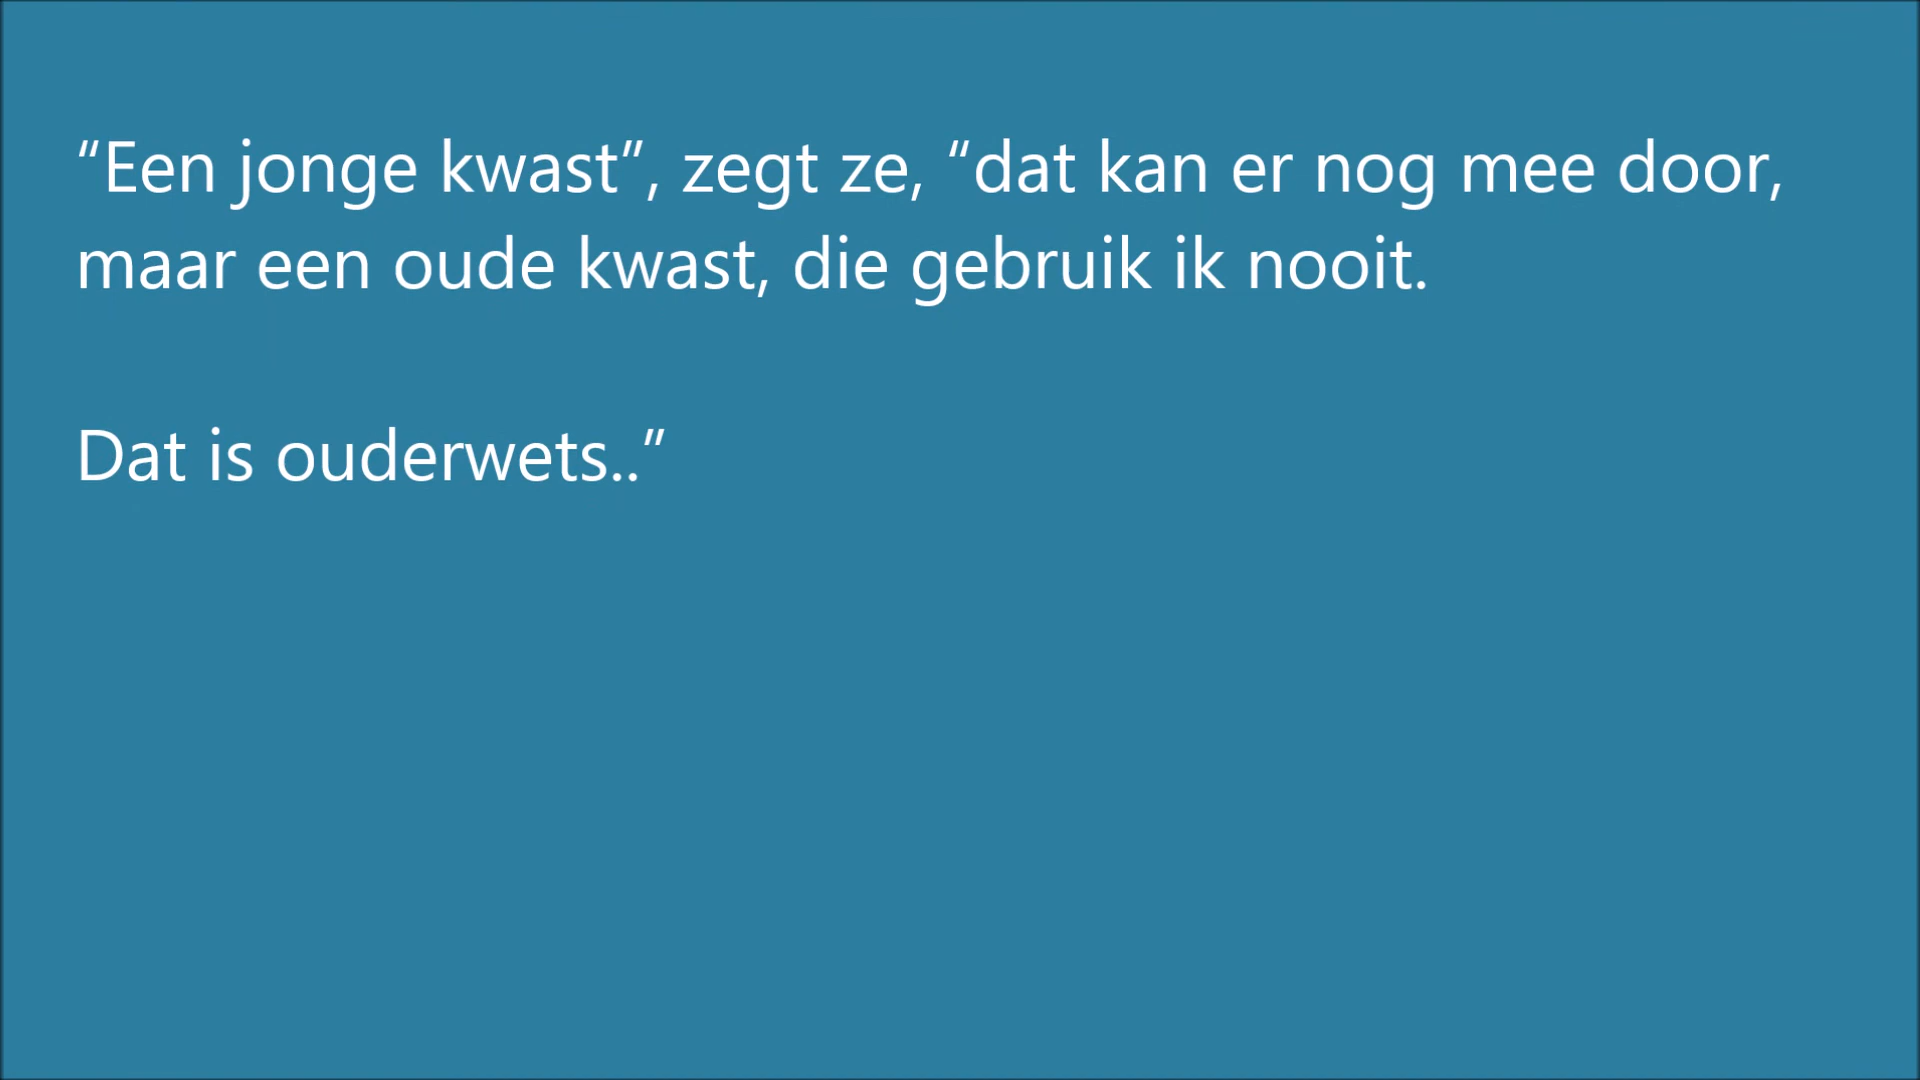 “Een jonge kwast”, zegt ze, “dat kan er nog mee door,
maar een oude kwast, die gebruik ik nooit.
Dat is ouderwets..”